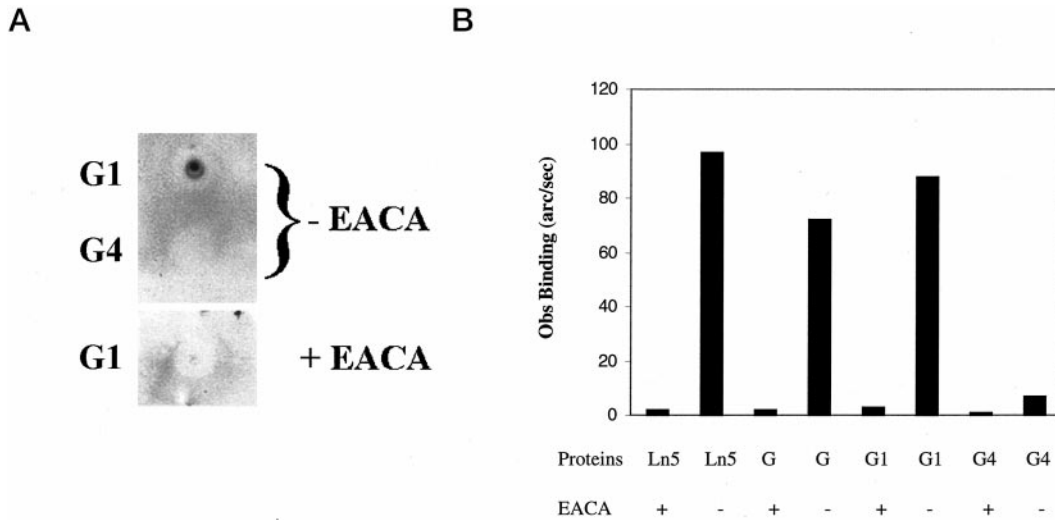 A
G1
G4
- EACA
G1
+ EACA
B
Obs Binding (arc/sec)
120
100
80
60
40
20
0
Proteins Ln5 Ln5 G G G1 G1 G4 G4
EACA + - + - + - + -